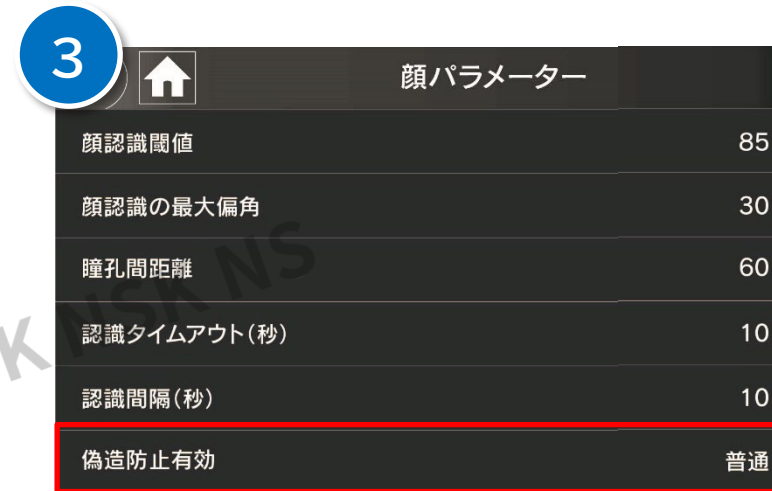 3
顔パラメーター
顔認識閾値 85
顔認識の最大偏角 30
瞳孔間距離 60
認識タイムアウト(秒) 10
認識間隔(秒) 10
偽造防止有効 普通
K NSK NS